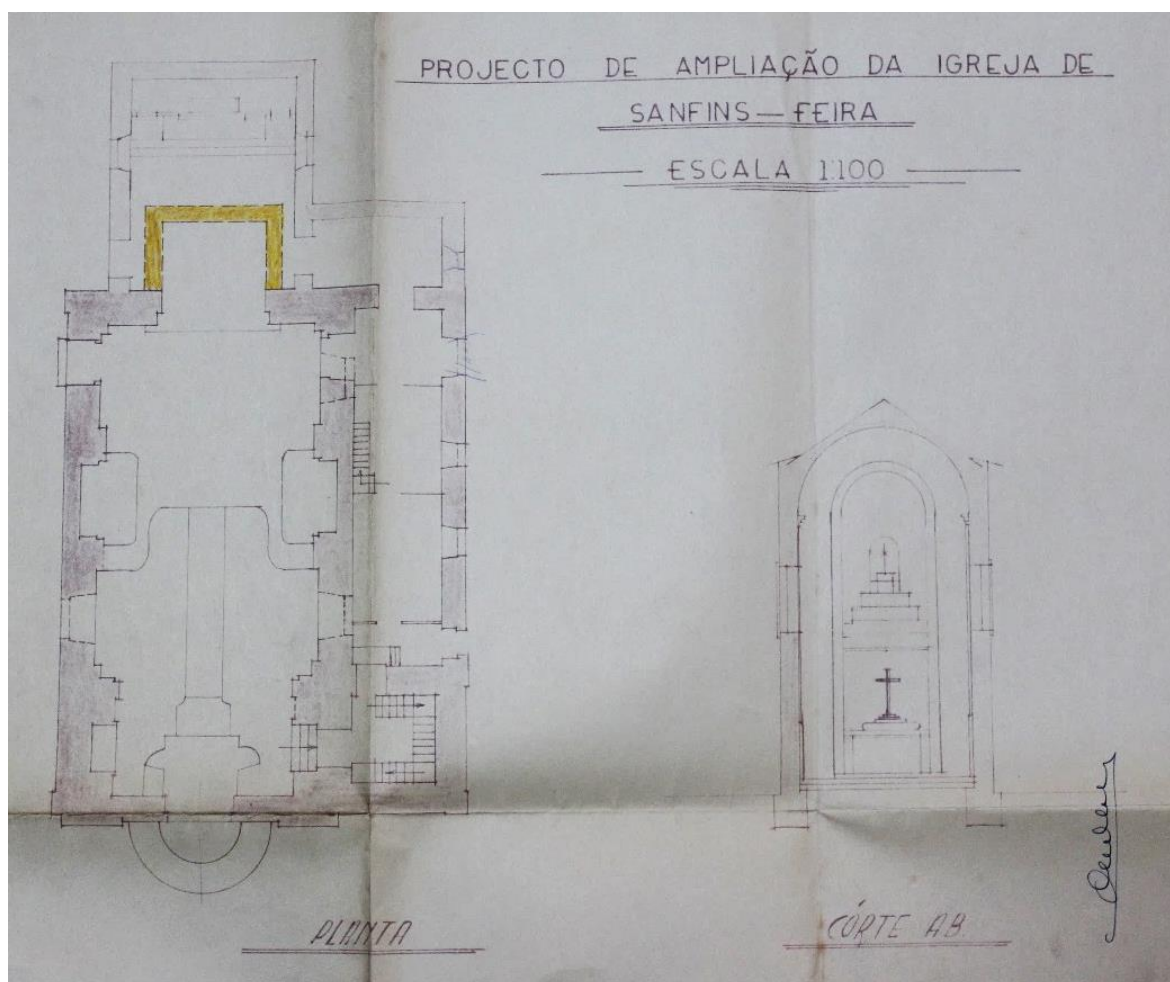 PROJECTO DE AMPLIAÇÃO DA IGREJA DE
SANFINS — FEIRA
ESCALA 1:100
PLANTA
CÓRTE AB